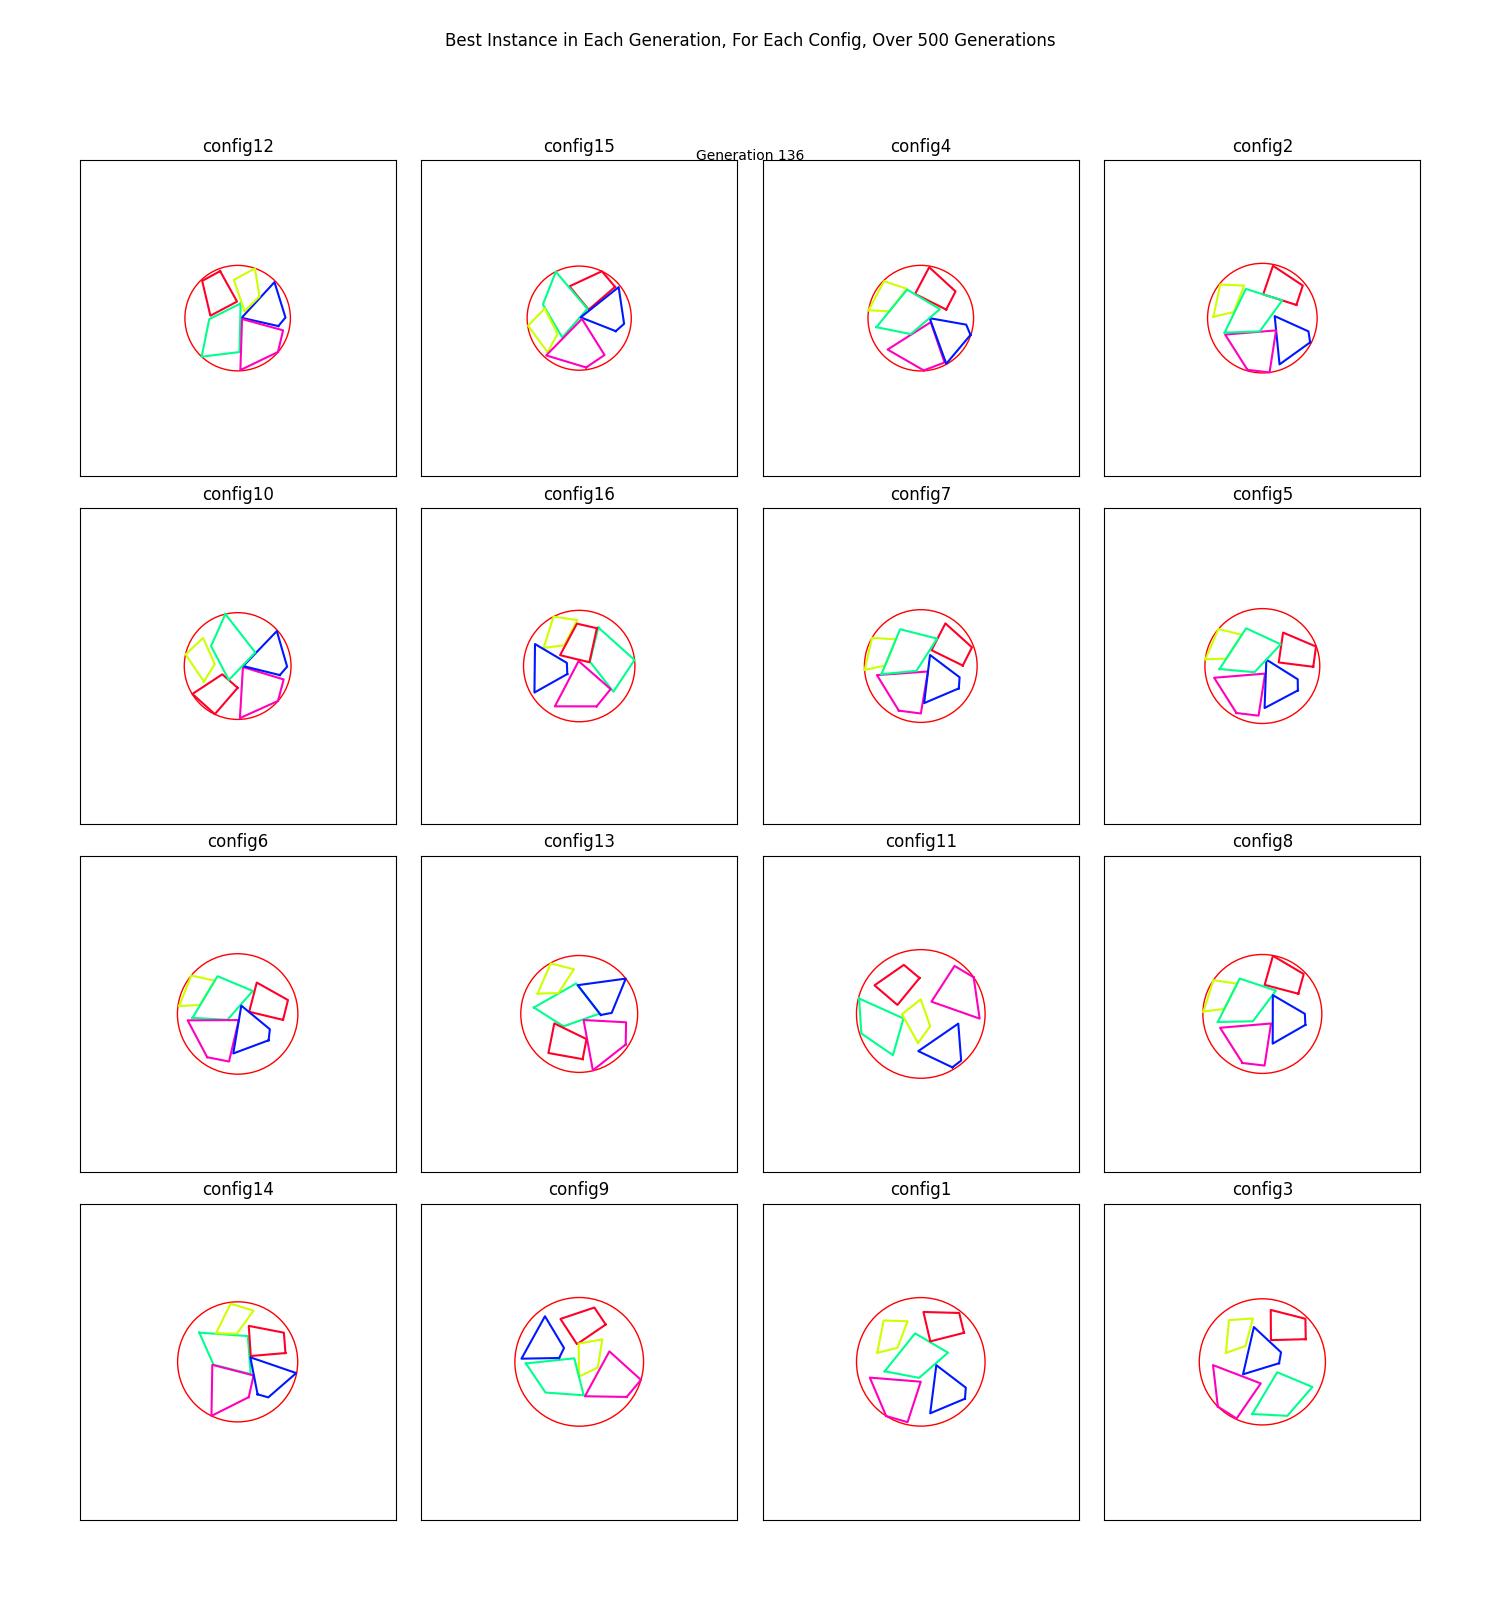 Best Instance in Each Generation, For Each Config, Over 500 Generations
Generation 136
config12
config15
config4
config2
config10
config16
config7
config5
config6
config13
config11
config8
config14
config9
config1
config3